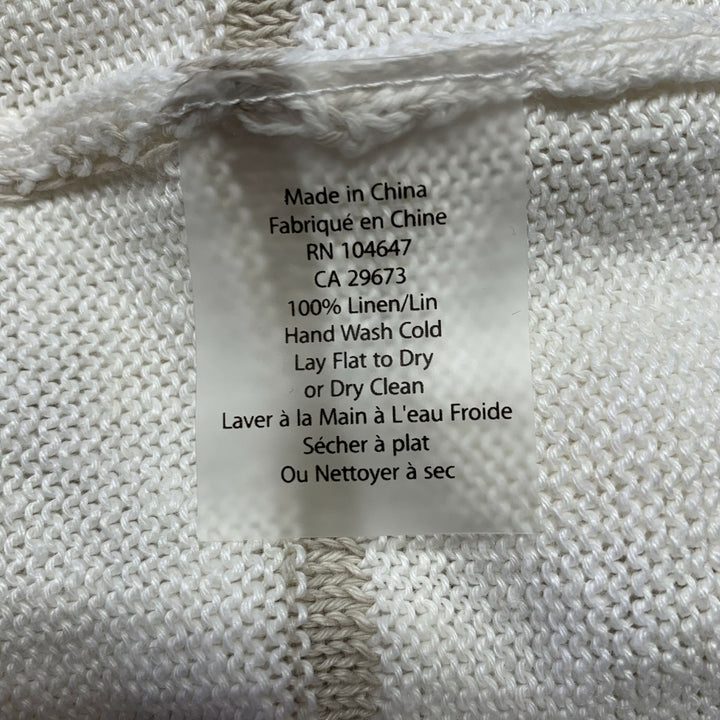 Made in China
Fabriqué en Chine
RN 104647
CA 29673
100% Linen/Lin
Hand Wash Cold
Lay Flat to Dry
or Dry Clean
Laver à la Main à L'eau Froide
Sécher à plat
Ou Nettoyer à sec